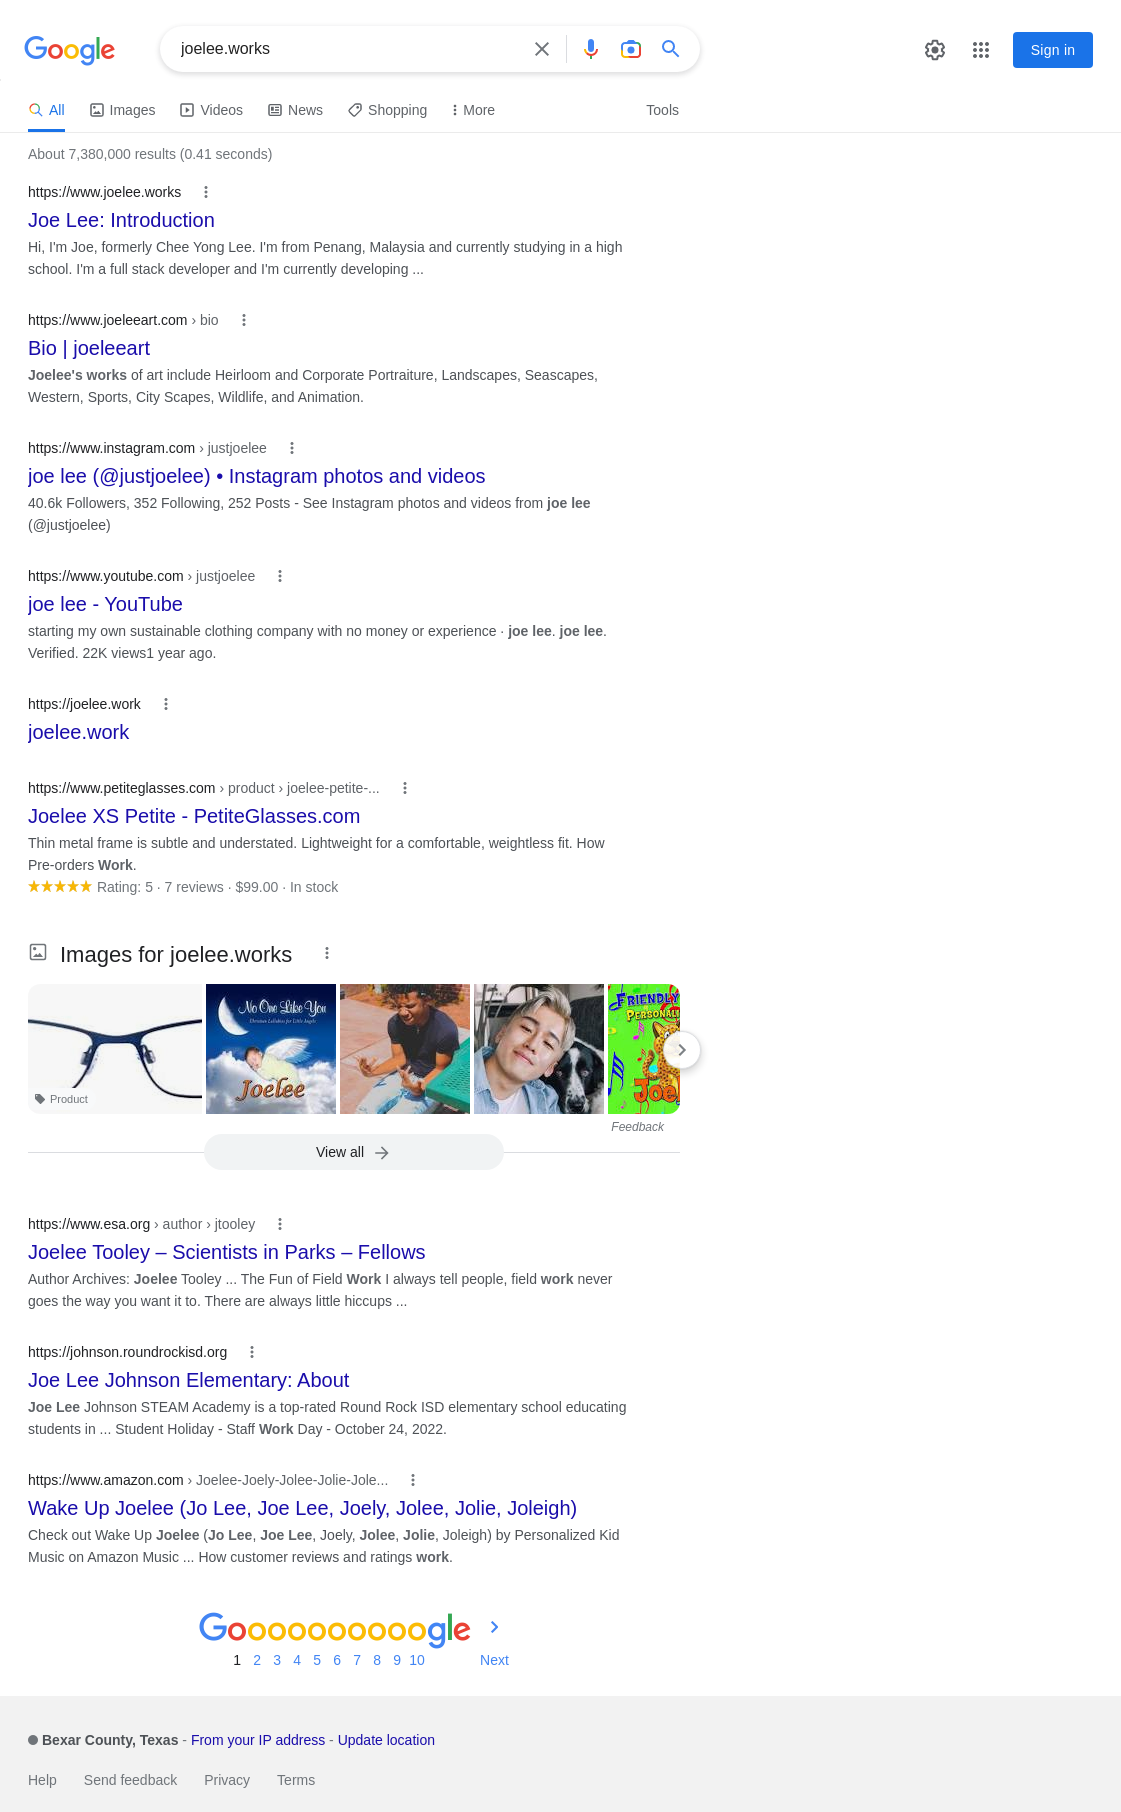 Google
joelee.works
Sign in
All Images Videos News Shopping More Tools
About 7,380,000 results (0.41 seconds)
https://www.joelee.works
Joe Lee: Introduction
Hi, I'm Joe, formerly Chee Yong Lee. I'm from Penang, Malaysia and currently studying in a high
school. I'm a full stack developer and I'm currently developing ...
https://www.joeleeart.com › bio
Bio | joeleeart
Joelee's works of art include Heirloom and Corporate Portraiture, Landscapes, Seascapes,
Western, Sports, City Scapes, Wildlife, and Animation.
https://www.instagram.com › justjoelee
joe lee (@justjoelee) • Instagram photos and videos
40.6k Followers, 352 Following, 252 Posts - See Instagram photos and videos from joe lee
(@justjoelee)
https://www.youtube.com › justjoelee
joe lee - YouTube
starting my own sustainable clothing company with no money or experience · joe lee. joe lee.
Verified. 22K views1 year ago.
https://joelee.work
joelee.work
https://www.petiteglasses.com › product › joelee-petite-...
Joelee XS Petite - PetiteGlasses.com
Thin metal frame is subtle and understated. Lightweight for a comfortable, weightless fit. How
Pre-orders Work.
Rating: 5 · 7 reviews · $99.00 · In stock
Images for joelee.works
No One Like You
Christian Lullabies for Little Angels
Joelee
FRIENDLY
PERSONALI
Joe
Product
Feedback
View all
https://www.esa.org › author › jtooley
Joelee Tooley – Scientists in Parks – Fellows
Author Archives: Joelee Tooley ... The Fun of Field Work I always tell people, field work never
goes the way you want it to. There are always little hiccups ...
https://johnson.roundrockisd.org
Joe Lee Johnson Elementary: About
Joe Lee Johnson STEAM Academy is a top-rated Round Rock ISD elementary school educating
students in ... Student Holiday - Staff Work Day - October 24, 2022.
https://www.amazon.com › Joelee-Joely-Jolee-Jolie-Jole...
Wake Up Joelee (Jo Lee, Joe Lee, Joely, Jolee, Jolie, Joleigh)
Check out Wake Up Joelee (Jo Lee, Joe Lee, Joely, Jolee, Jolie, Joleigh) by Personalized Kid
Music on Amazon Music ... How customer reviews and ratings work.
Goooooooooogle
1 2 3 4 5 6 7 8 9 10 Next
Bexar County, Texas - From your IP address - Update location
Help Send feedback Privacy Terms